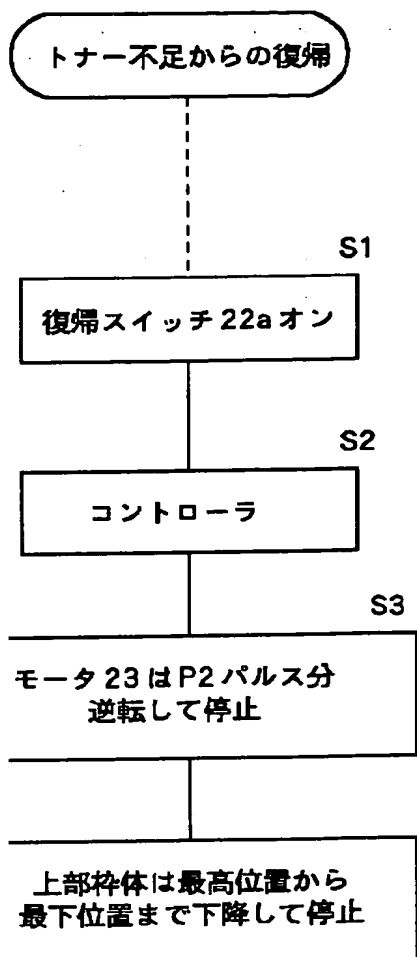 トナー不足からの復帰
S1
復帰スイッチ22aオン
S2
コントローラ
S3
モータ23はP2パルス分
逆転して停止
上部枠体は最高位置から
最下位置まで下降して停止